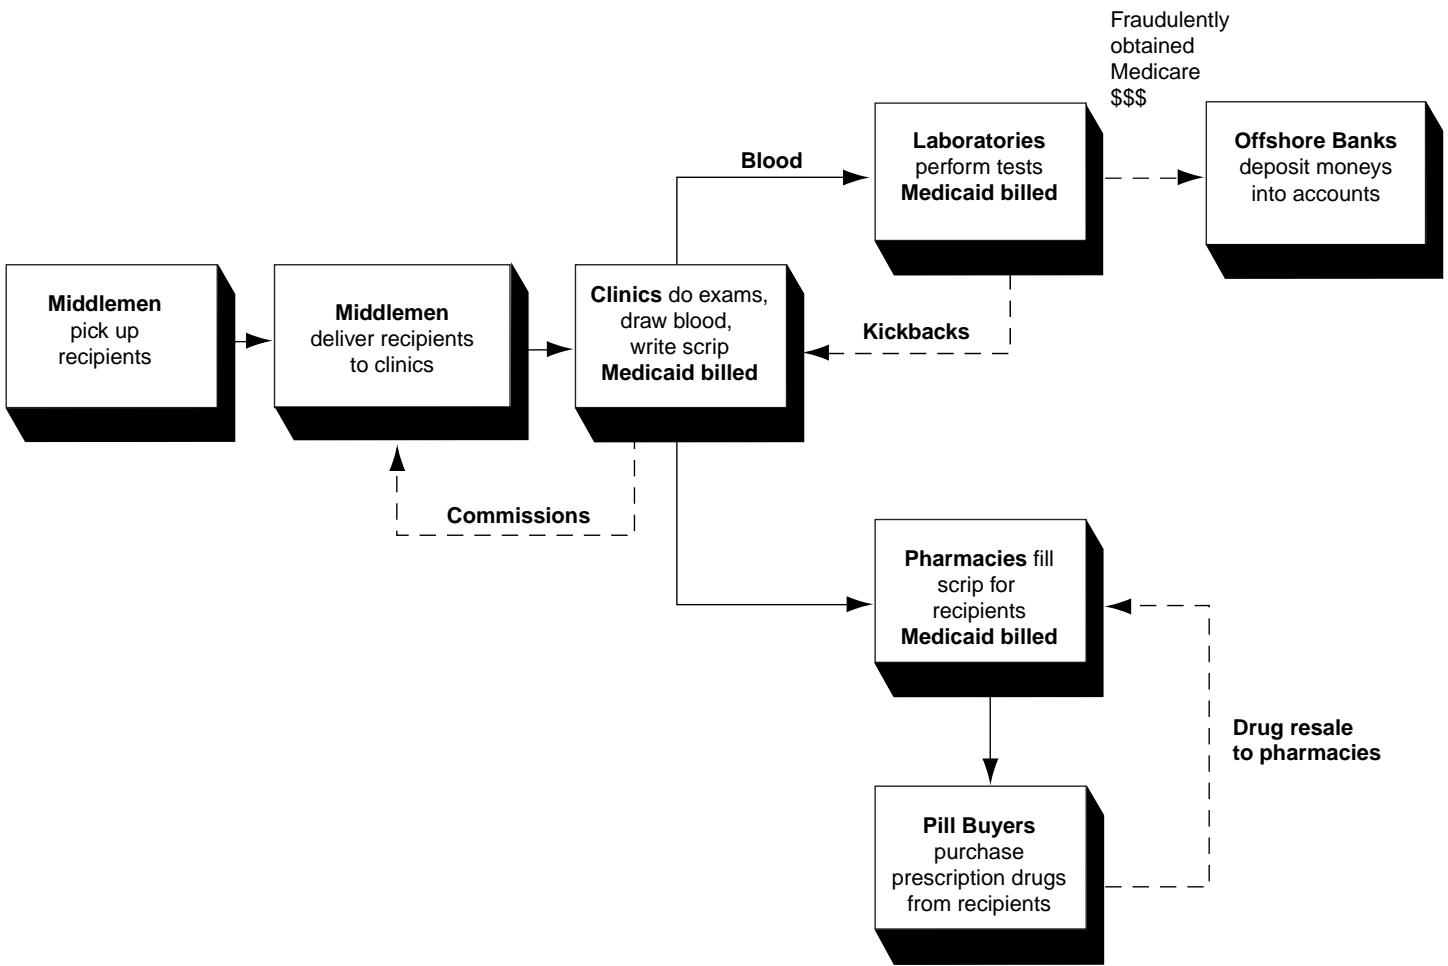 Fraudulently
obtained
Medicare
$$$
Laboratories
perform tests
Medicaid billed
Offshore Banks
deposit moneys
into accounts
Blood
Middlemen
pick up
recipients
Middlemen
deliver recipients
to clinics
Clinics do exams,
draw blood,
write scrip
Medicaid billed
Kickbacks
Commissions
Pharmacies fill
scrip for
recipients
Medicaid billed
Drug resale
to pharmacies
Pill Buyers
purchase
prescription drugs
from recipients